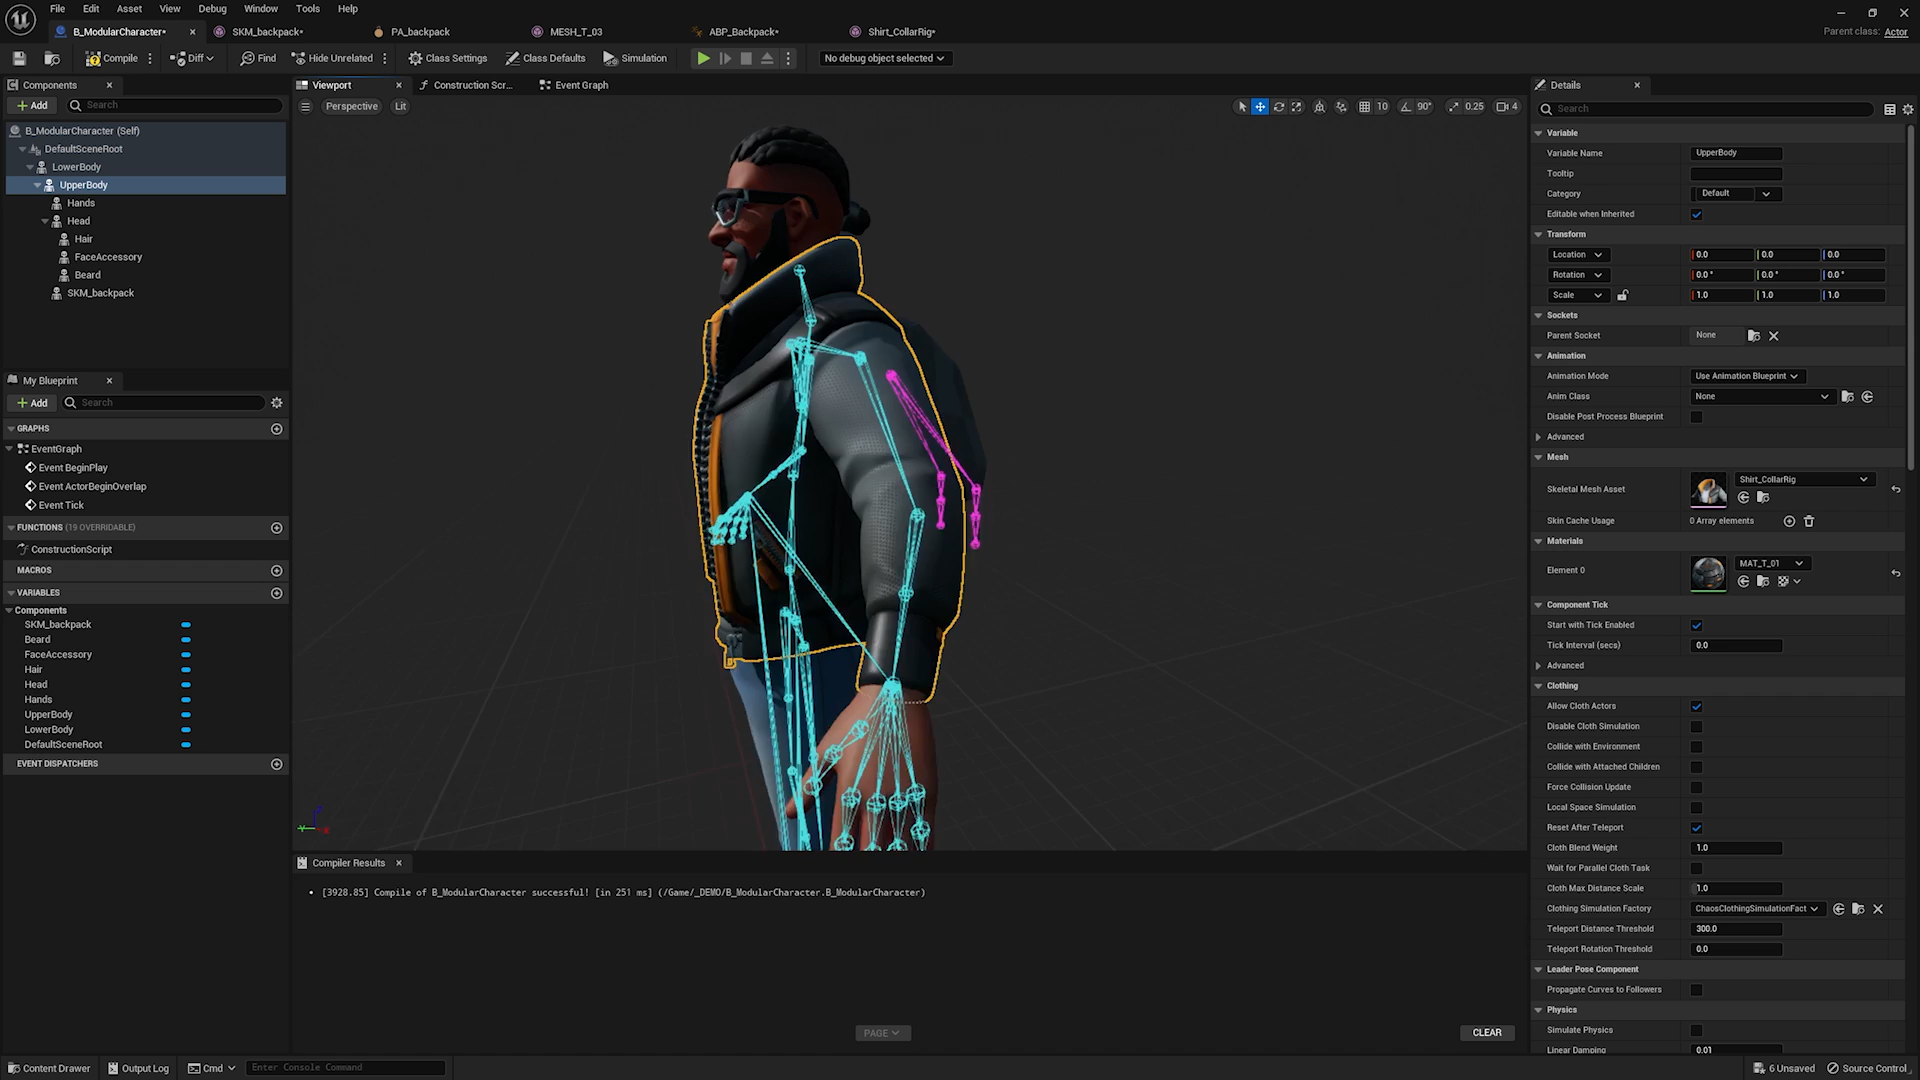 File Edit Asset View Debug Window Tools Help
B_ModularCharacter* SKM_backpack* PA_backpack MESH_T_03 ABP_Backpack* Shirt_CollarRig*
Parent class: Actor
Compile Diff Find Hide Unrelated Class Settings Class Defaults Simulation No debug object selected
Components
Add Search
B_ModularCharacter (Self)
DefaultSceneRoot
LowerBody
UpperBody
Hands
Head
Hair
FaceAccessory
Beard
SKM_backpack
My Blueprint
Add Search
GRAPHS
EventGraph
Event BeginPlay
Event ActorBeginOverlap
Event Tick
FUNCTIONS (19 OVERRIDABLE)
ConstructionScript
MACROS
VARIABLES
Components
SKM_backpack
Beard
FaceAccessory
Hair
Head
Hands
UpperBody
LowerBody
DefaultSceneRoot
EVENT DISPATCHERS
Viewport Construction Scr... Event Graph
Perspective Lit 10 90° 0.25 4
Compiler Results
[3928.85] Compile of B_ModularCharacter successful! [in 251 ms] (/Game/_DEMO/B_ModularCharacter.B_ModularCharacter)
PAGE CLEAR
Details
Search
Variable
Variable Name UpperBody
Tooltip
Category Default
Editable when Inherited
Transform
Location 0.0 0.0 0.0
Rotation 0.0° 0.0° 0.0°
Scale 1.0 1.0 1.0
Sockets
Parent Socket None
Animation
Animation Mode Use Animation Blueprint
Anim Class None
Disable Post Process Blueprint
Advanced
Mesh
Skeletal Mesh Asset Shirt_CollarRig
Skin Cache Usage 0 Array elements
Materials
Element 0 MAT_T_01
Component Tick
Start with Tick Enabled
Tick Interval (secs) 0.0
Advanced
Clothing
Allow Cloth Actors
Disable Cloth Simulation
Collide with Environment
Collide with Attached Children
Force Collision Update
Local Space Simulation
Reset After Teleport
Cloth Blend Weight 1.0
Wait for Parallel Cloth Task
Cloth Max Distance Scale 1.0
Clothing Simulation Factory ChaosClothingSimulationFact
Teleport Distance Threshold 300.0
Teleport Rotation Threshold 0.0
Leader Pose Component
Propagate Curves to Followers
Physics
Simulate Physics
Linear Damping 0.01
Content Drawer Output Log Cmd Enter Console Command 6 Unsaved Source Control